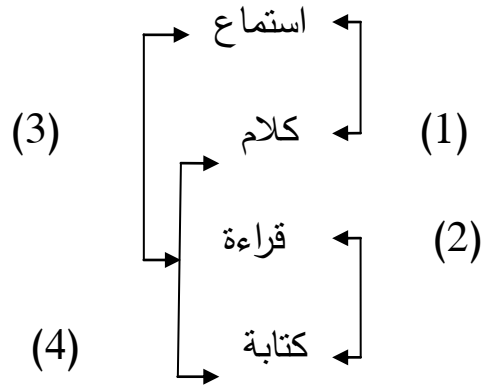 استماع
(3) كلام (1)
قراءة (2)
(4) كتابة